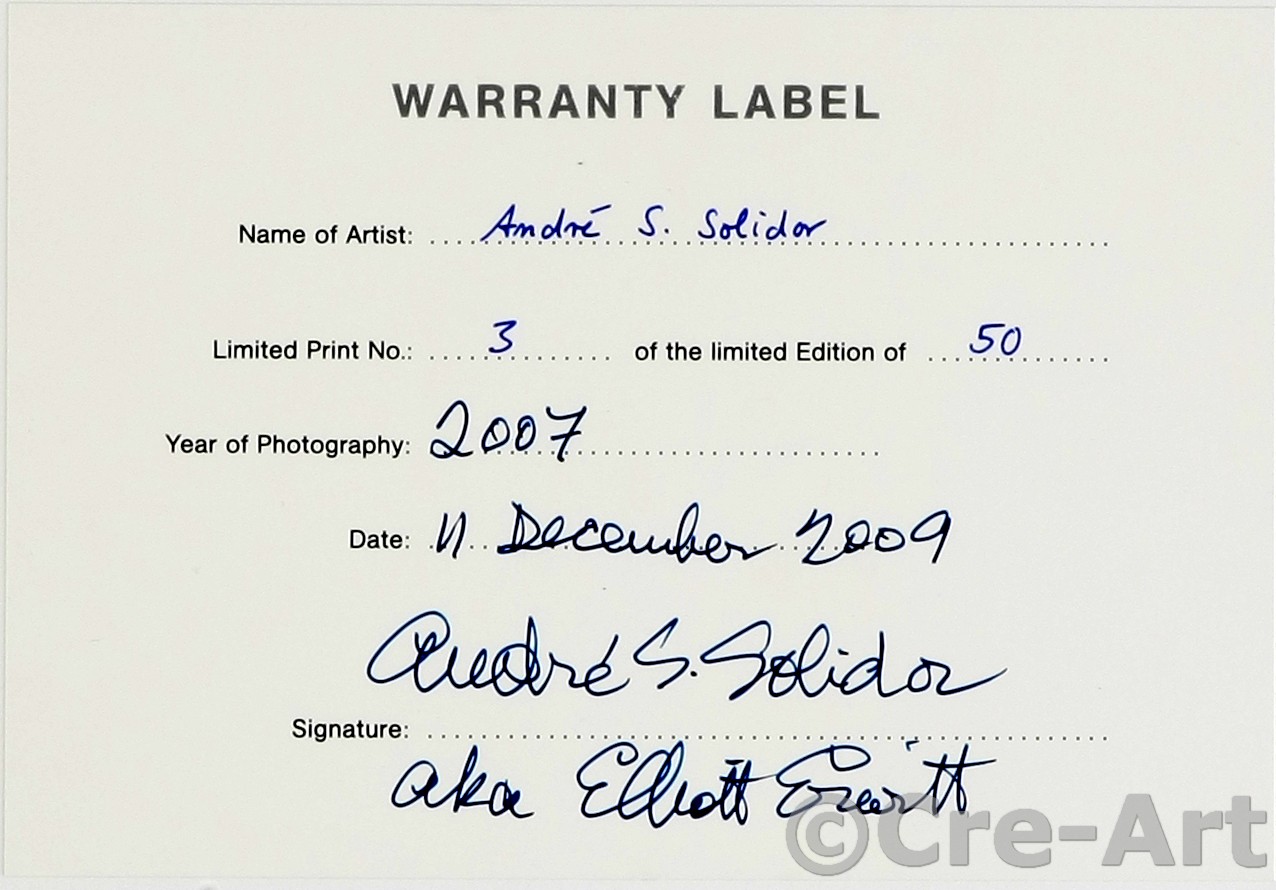 WARRANTY LABEL
Name of Artist: André S. Solidor
Limited Print No.: 3 of the limited Edition of 50
Year of Photography: 2007
Date: 11 December 2009
André S. Solidor
Signature:
aka Elliott Erwitt
©Cre-Art